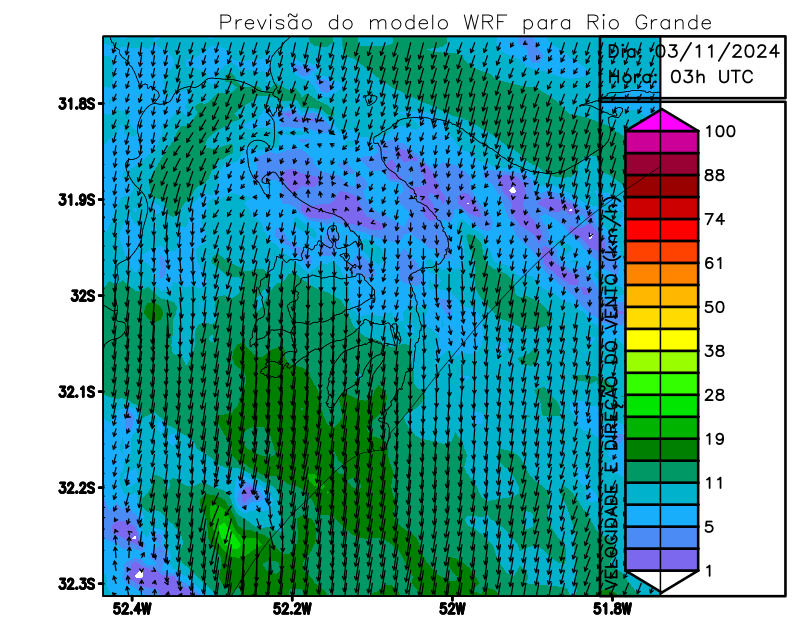 Previsão do modelo WRF para Rio Grande
Dia: 03/11/2024
Hora: 03h UTC
31.8S
31.9S
32S
32.1S
32.2S
32.3S
52.4W
52.2W
52W
51.8W
VELOCIDADE E DIREÇÃO DO VENTO (km/h)
100
88
74
61
50
38
28
19
11
5
1